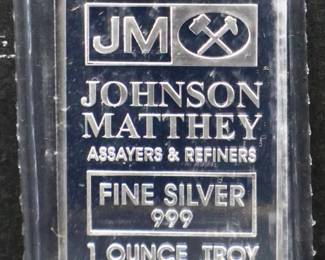 JM
JOHNSON
MATTHEY
ASSAYERS & REFINERS
FINE SILVER
999
1 OUNCE TROY